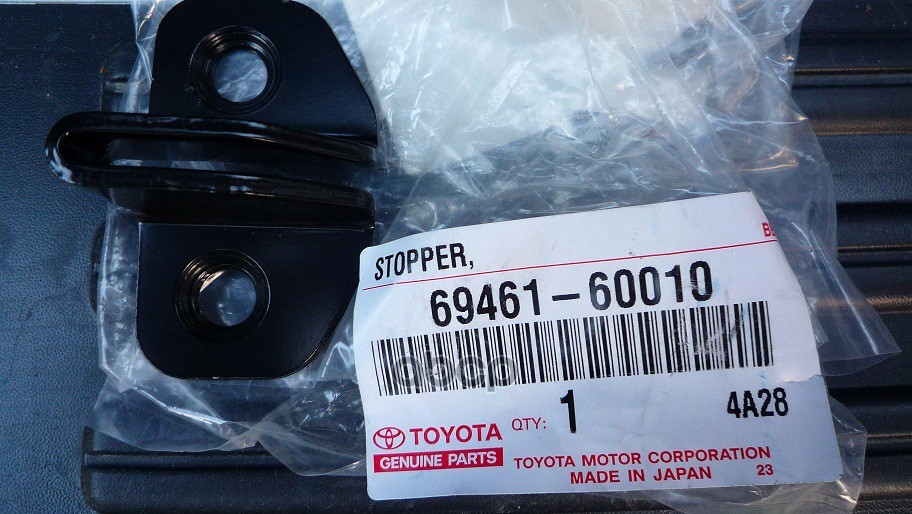 STOPPER,
69461-60010
QTY: 1
4A28
TOYOTA
GENUINE PARTS
TOYOTA MOTOR CORPORATION
MADE IN JAPAN 23